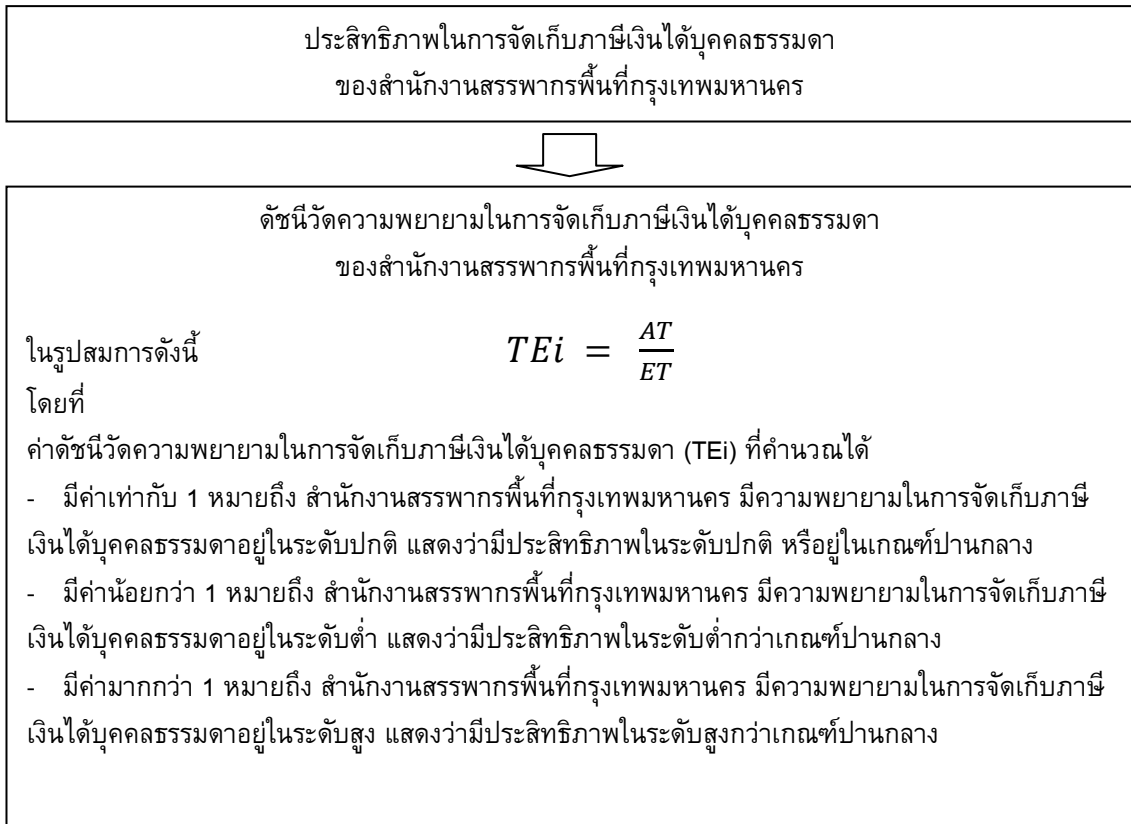 ประสิทธิภาพในการจัดเก็บภาษีเงินได้บุคคลธรรมดา
ของสำนักงานสรรพากรพื้นที่กรุงเทพมหานคร
ดัชนีวัดความพยายามในการจัดเก็บภาษีเงินได้บุคคลธรรมดา
ของสำนักงานสรรพากรพื้นที่กรุงเทพมหานคร
ในรูปสมการดังนี้ TEi = AT/ET
โดยที่
ค่าดัชนีวัดความพยายามในการจัดเก็บภาษีเงินได้บุคคลธรรมดา (TEi) ที่คำนวณได้
- มีค่าเท่ากับ 1 หมายถึง สำนักงานสรรพากรพื้นที่กรุงเทพมหานคร มีความพยายามในการจัดเก็บภาษี
เงินได้บุคคลธรรมดาอยู่ในระดับปกติ แสดงว่ามีประสิทธิภาพในระดับปกติ หรืออยู่ในเกณฑ์ปานกลาง
- มีค่าน้อยกว่า 1 หมายถึง สำนักงานสรรพากรพื้นที่กรุงเทพมหานคร มีความพยายามในการจัดเก็บภาษี
เงินได้บุคคลธรรมดาอยู่ในระดับต่ำ แสดงว่ามีประสิทธิภาพในระดับต่ำกว่าเกณฑ์ปานกลาง
- มีค่ามากกว่า 1 หมายถึง สำนักงานสรรพากรพื้นที่กรุงเทพมหานคร มีความพยายามในการจัดเก็บภาษี
เงินได้บุคคลธรรมดาอยู่ในระดับสูง แสดงว่ามีประสิทธิภาพในระดับสูงกว่าเกณฑ์ปานกลาง